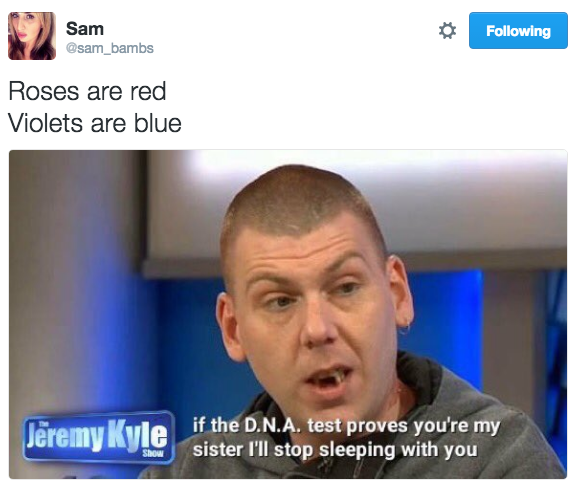 Sam
@sam_bambs
Following
Roses are red
Violets are blue
The
Jeremy Kyle
Show
if the D.N.A. test proves you're my
sister I'll stop sleeping with you